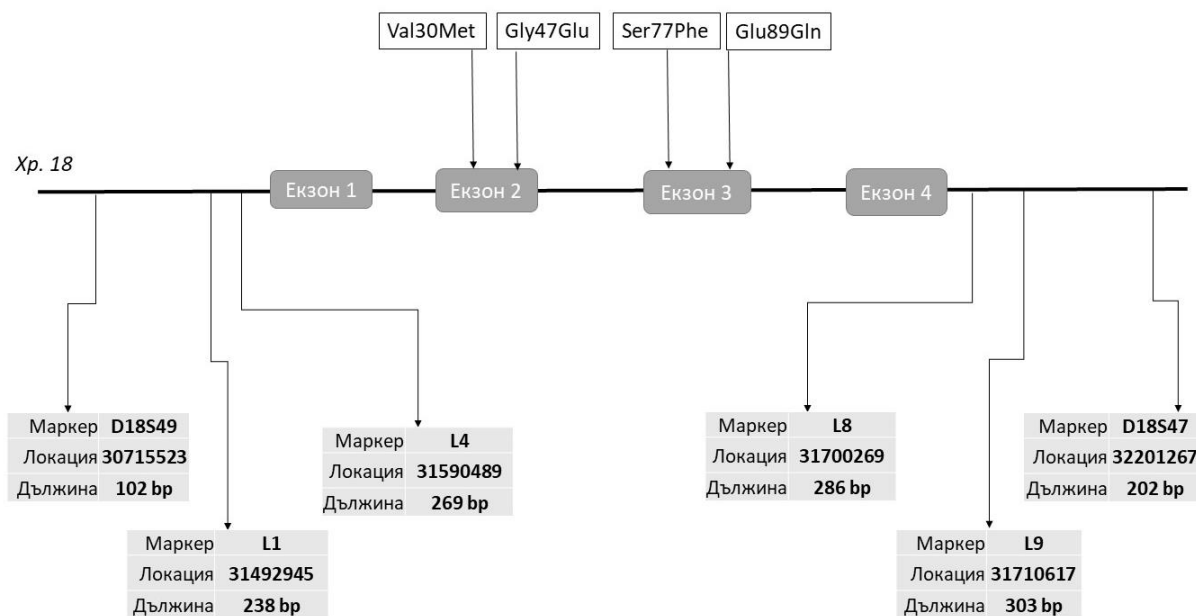 Val30Met
Gly47Glu
Ser77Phe
Glu89Gln
Хр. 18
Екзон 1
Екзон 2
Екзон 3
Екзон 4
Маркер D18S49
Локация 30715523
Дължина 102 bp
Маркер L1
Локация 31492945
Дължина 238 bp
Маркер L4
Локация 31590489
Дължина 269 bp
Маркер L8
Локация 31700269
Дължина 286 bp
Маркер L9
Локация 31710617
Дължина 303 bp
Маркер D18S47
Локация 32201267
Дължина 202 bp